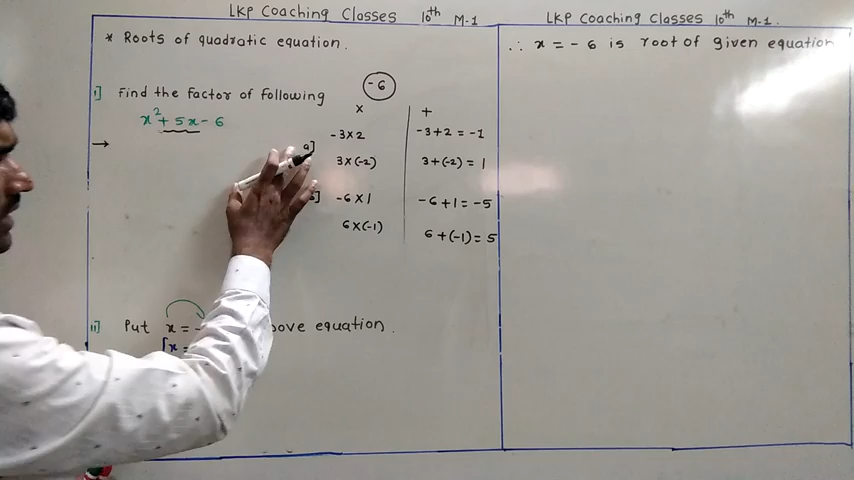 LKP Coaching Classes 10th M-1
* Roots of quadratic equation.
i] Find the factor of following
x² + 5x - 6
→
-6
× +
a] -3×2 -3+2 = -1
3×(-2) 3+(-2) = 1
-6×1 -6+1 = -5
6×(-1) 6+(-1) = 5
ii] Put x = - above equation.
[x =
LKP Coaching Classes 10th M-1.
∴ x = -6 is root of given equation